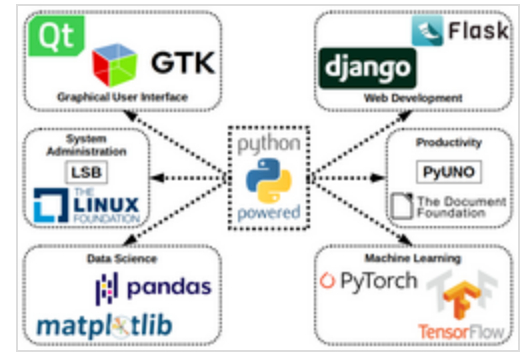 Qt
GTK
Graphical User Interface
Flask
django
Web Development
System
Administration
LSB
THE
LINUX
FOUNDATION
python
powered
Productivity
PyUNO
The Document
Foundation
Data Science
pandas
matplotlib
Machine Learning
PyTorch
TF
TensorFlow